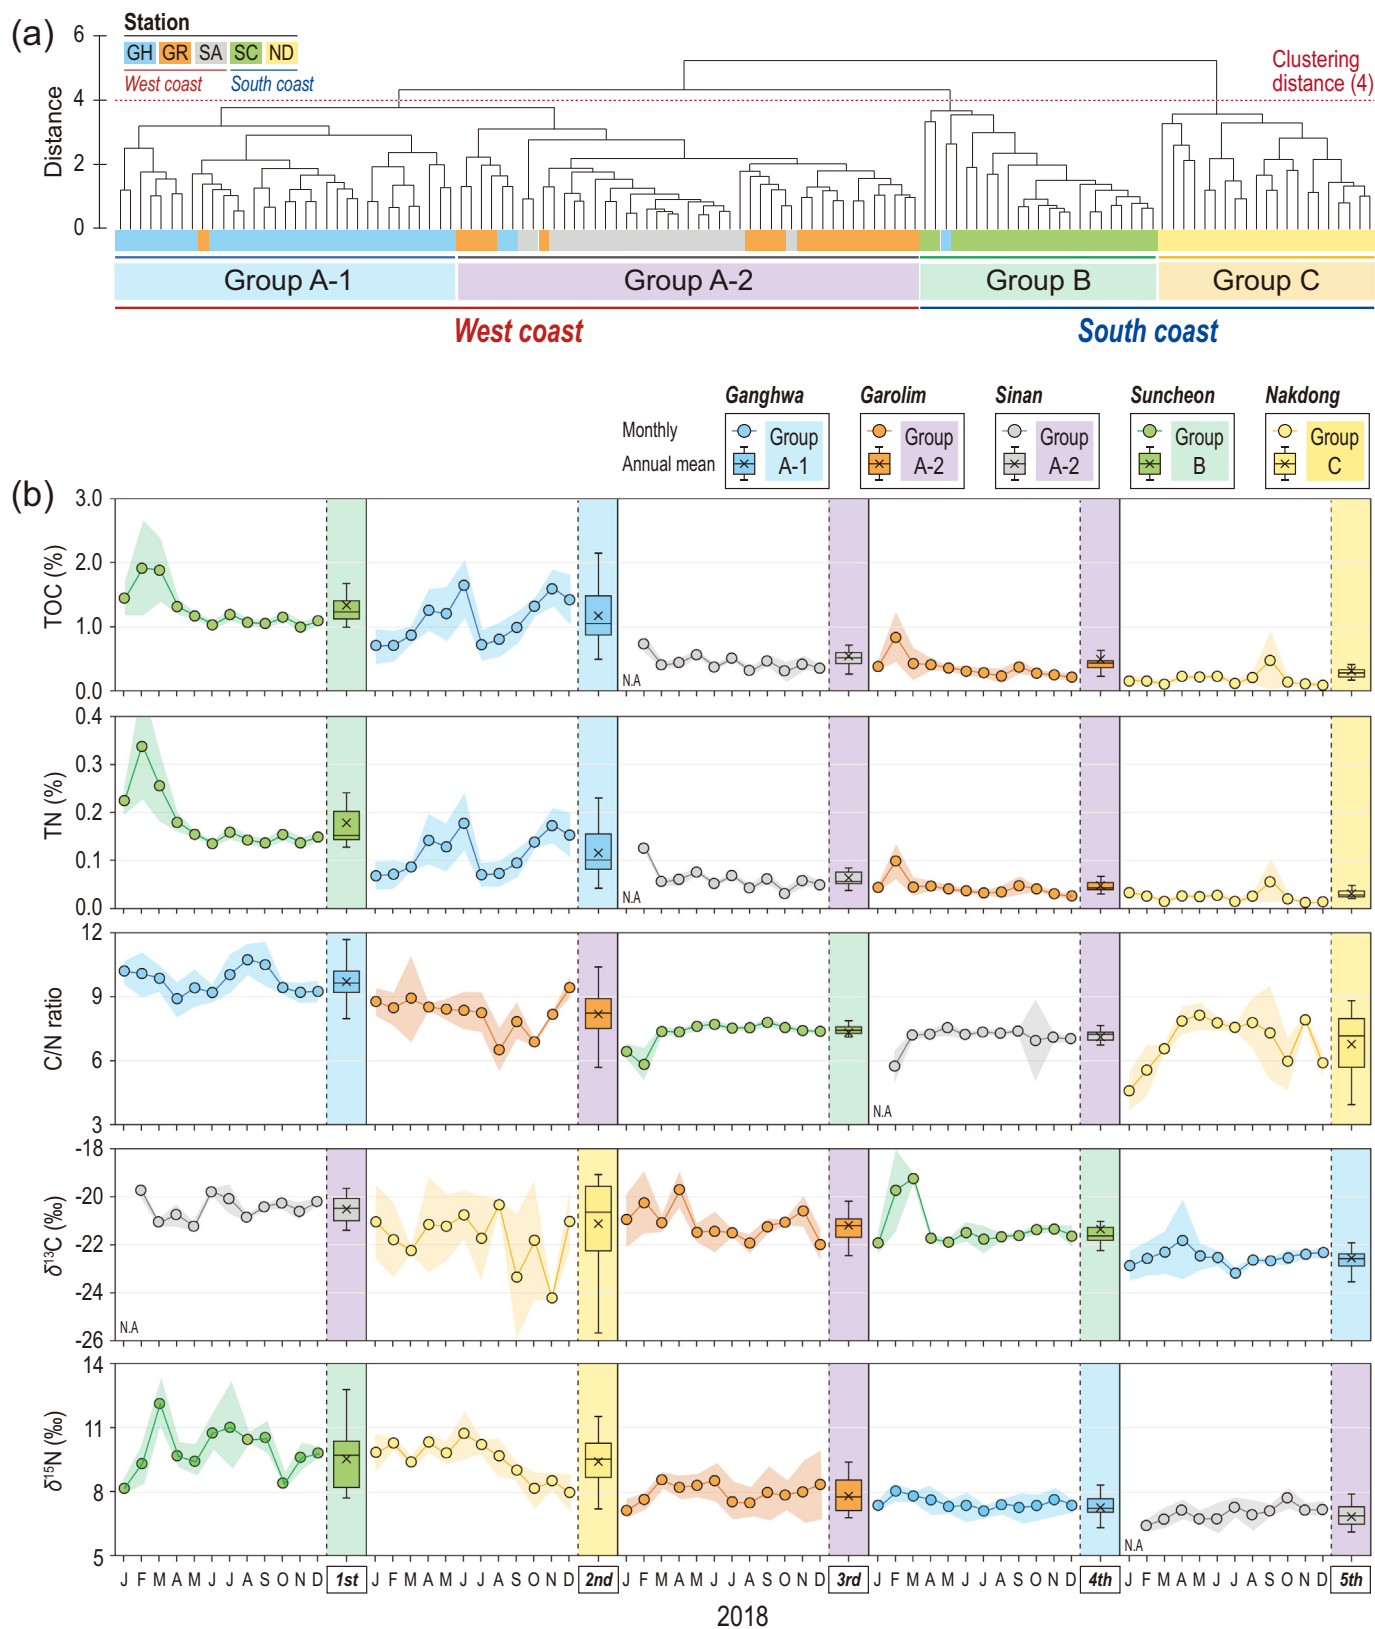 (a)
Station
GH GR SA SC ND
West coast South coast
Clustering
distance (4)
Distance
6
4
2
0
Group A-1 Group A-2 Group B Group C
West coast South coast
Ganghwa Garolim Sinan Suncheon Nakdong
Monthly Group Group Group Group Group
Annual mean A-1 A-2 A-2 B C
(b)
TOC (%)
3.0
2.0
1.0
0.0
N.A
TN (%)
0.4
0.3
0.2
0.1
0.0
N.A
C/N ratio
12
9
6
3
N.A
δ¹³C (‰)
-18
-20
-22
-24
-26
N.A
δ¹⁵N (‰)
14
11
8
5
N.A
J F M A M J J A S O N D 1st J F M A M J J A S O N D 2nd J F M A M J J A S O N D 3rd J F M A M J J A S O N D 4th J F M A M J J A S O N D 5th
2018